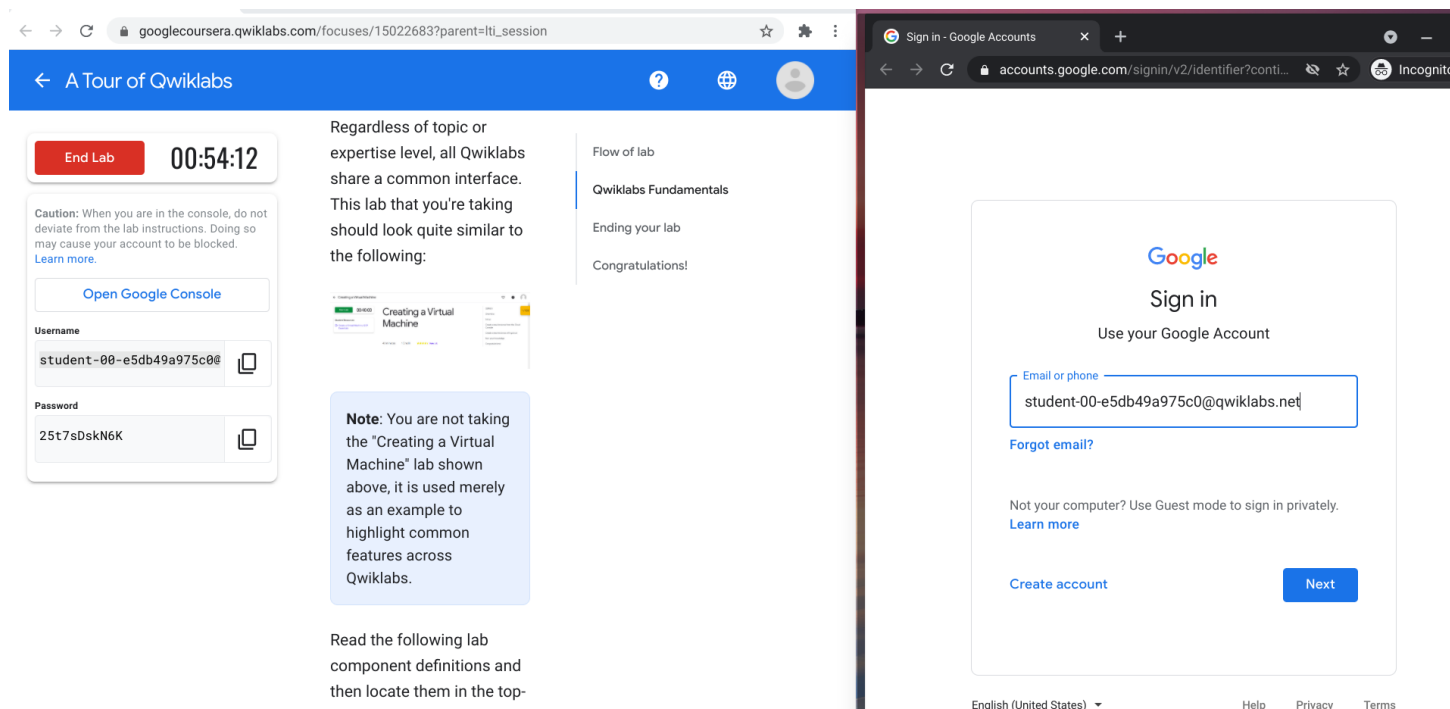 googlecoursera.qwiklabs.com/focuses/15022683?parent=lti_session
A Tour of Qwiklabs
End Lab
00:54:12
Caution: When you are in the console, do not
deviate from the lab instructions. Doing so
may cause your account to be blocked.
Learn more.
Open Google Console
Username
student-00-e5db49a975c0@
Password
25t7sDskN6K
Regardless of topic or
expertise level, all Qwiklabs
share a common interface.
This lab that you're taking
should look quite similar to
the following:
Creating a Virtual
Machine
Note: You are not taking
the "Creating a Virtual
Machine" lab shown
above, it is used merely
as an example to
highlight common
features across
Qwiklabs.
Read the following lab
component definitions and
then locate them in the top-
Flow of lab
Qwiklabs Fundamentals
Ending your lab
Congratulations!
Sign in - Google Accounts
accounts.google.com/signin/v2/identifier?conti...
Incognito
Google
Sign in
Use your Google Account
Email or phone
student-00-e5db49a975c0@qwiklabs.net
Forgot email?
Not your computer? Use Guest mode to sign in privately.
Learn more
Create account
Next
English (United States)
Help
Privacy
Terms